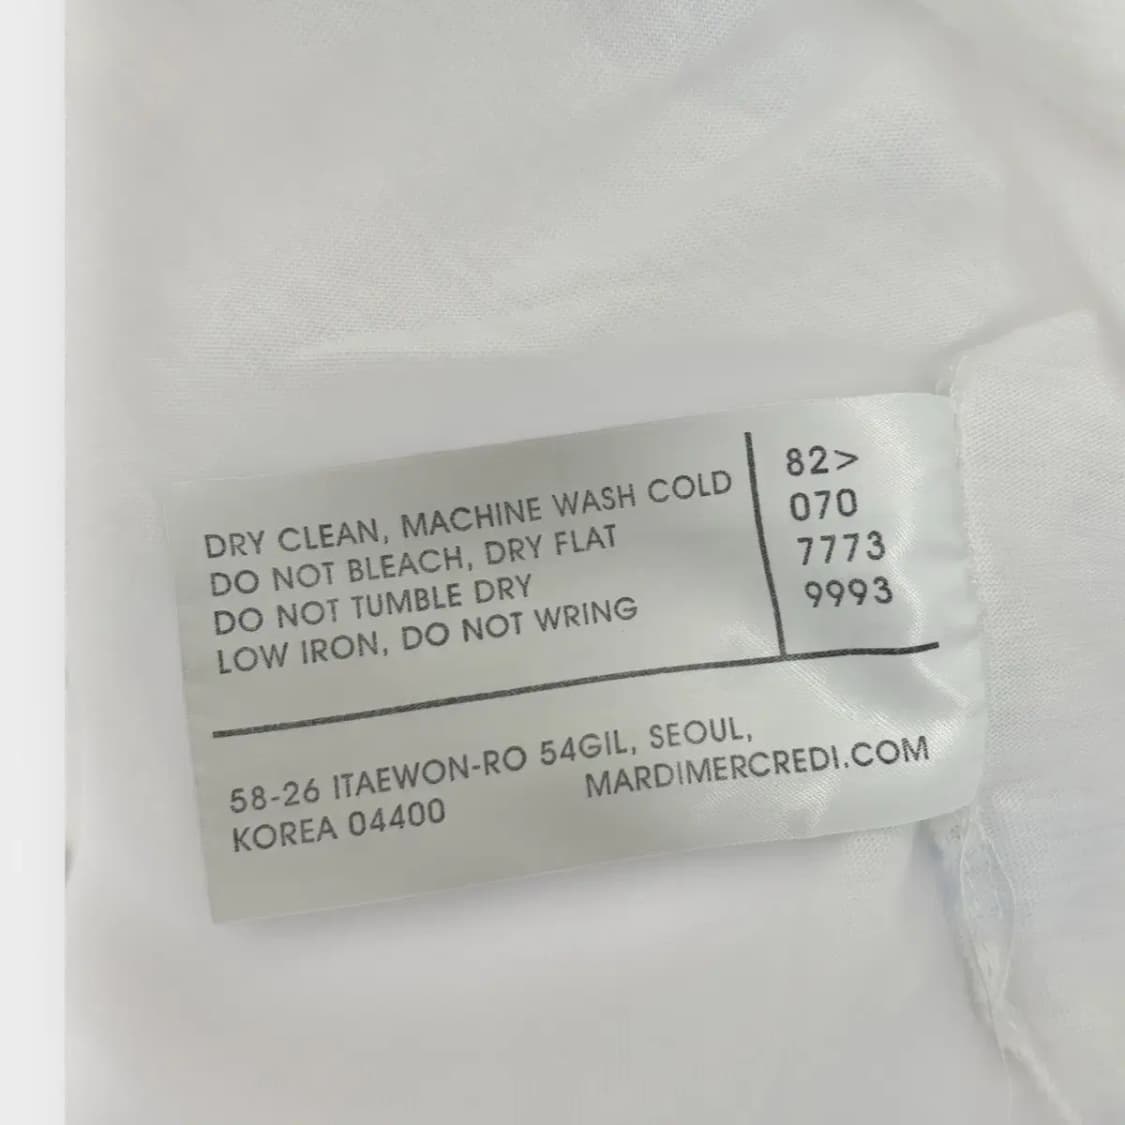 DRY CLEAN, MACHINE WASH COLD
DO NOT BLEACH, DRY FLAT
DO NOT TUMBLE DRY
LOW IRON, DO NOT WRING
82>
070
7773
9993
58-26 ITAEWON-RO 54GIL, SEOUL,
KOREA 04400
MARDIMERCREDI.COM